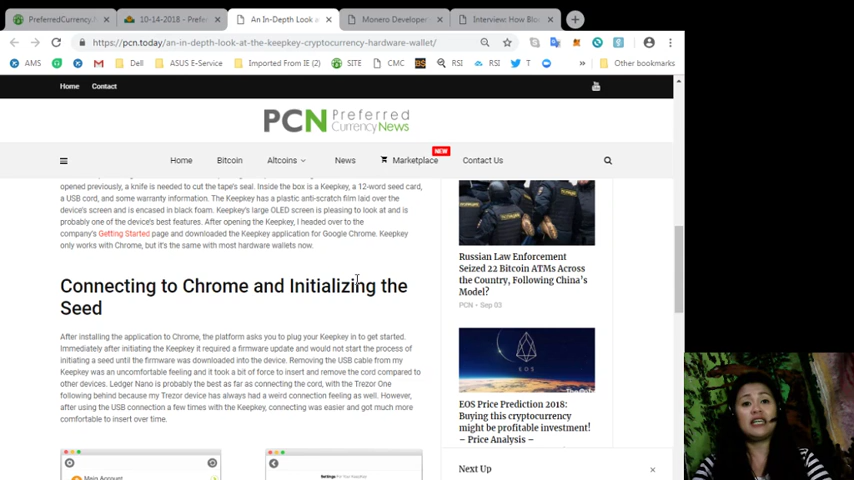 PreferredCurrency.N
10-14-2018 - Prefer
An In-Depth Look a
Monero Developer
Interview: How Blo
https://pcn.today/an-in-depth-look-at-the-keepkey-cryptocurrency-hardware-wallet/
AMS
Dell
ASUS E-Service
Imported From IE (2)
SITE
CMC
BS
RSI
RSI
T
Other bookmarks
Home
Contact
PCN Preferred
Currency News
NEW
Home
Bitcoin
Altcoins
News
Marketplace
Contact Us
opened previously, a knife is needed to cut the tape's seal. Inside the box is a Keepkey, a 12-word seed card,
a USB cord, and some warranty information. The Keepkey has a plastic anti-scratch film laid over the
device's screen and is encased in black foam. Keepkey's large OLED screen is pleasing to look at and is
probably one of the device's best features. After opening the Keepkey, I headed over to the
company's Getting Started page and downloaded the Keepkey application for Google Chrome. Keepkey
only works with Chrome, but it's the same with most hardware wallets now.
Connecting to Chrome and Initializing the
Seed
After installing the application to Chrome, the platform asks you to plug your Keepkey in to get started.
Immediately after initiating the Keepkey it required a firmware update and would not start the process of
initiating a seed until the firmware was downloaded into the device. Removing the USB cable from my
Keepkey was an uncomfortable feeling and it took a bit of force to insert and remove the cord compared to
other devices. Ledger Nano is probably the best as far as connecting the cord, with the Trezor One
following behind because my Trezor device has always had a weird connection feeling as well. However,
after using the USB connection a few times with the Keepkey, connecting was easier and got much more
comfortable to insert over time.
Main Account
Settings For Your KeepKey
Russian Law Enforcement
Seized 22 Bitcoin ATMs Across
the Country, Following China's
Model?
PCN - Sep 03
EOS
EOS Price Prediction 2018:
Buying this cryptocurrency
might be profitable investment!
– Price Analysis –
Next Up